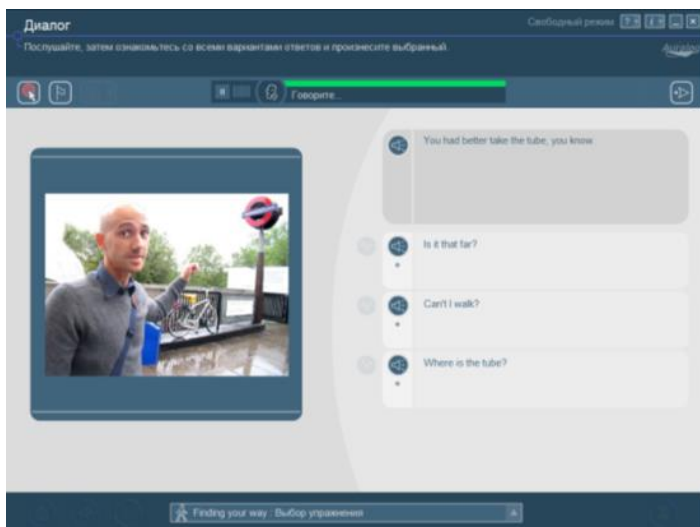 Диалог
Свободный режим
Послушайте, затем ознакомьтесь со всеми вариантами ответов и произнесите выбранный.
Auralog
Говорите...
You had better take the tube, you know
Is it that far?
Can't I walk?
Where is the tube?
Finding your way : Выбор упражнения